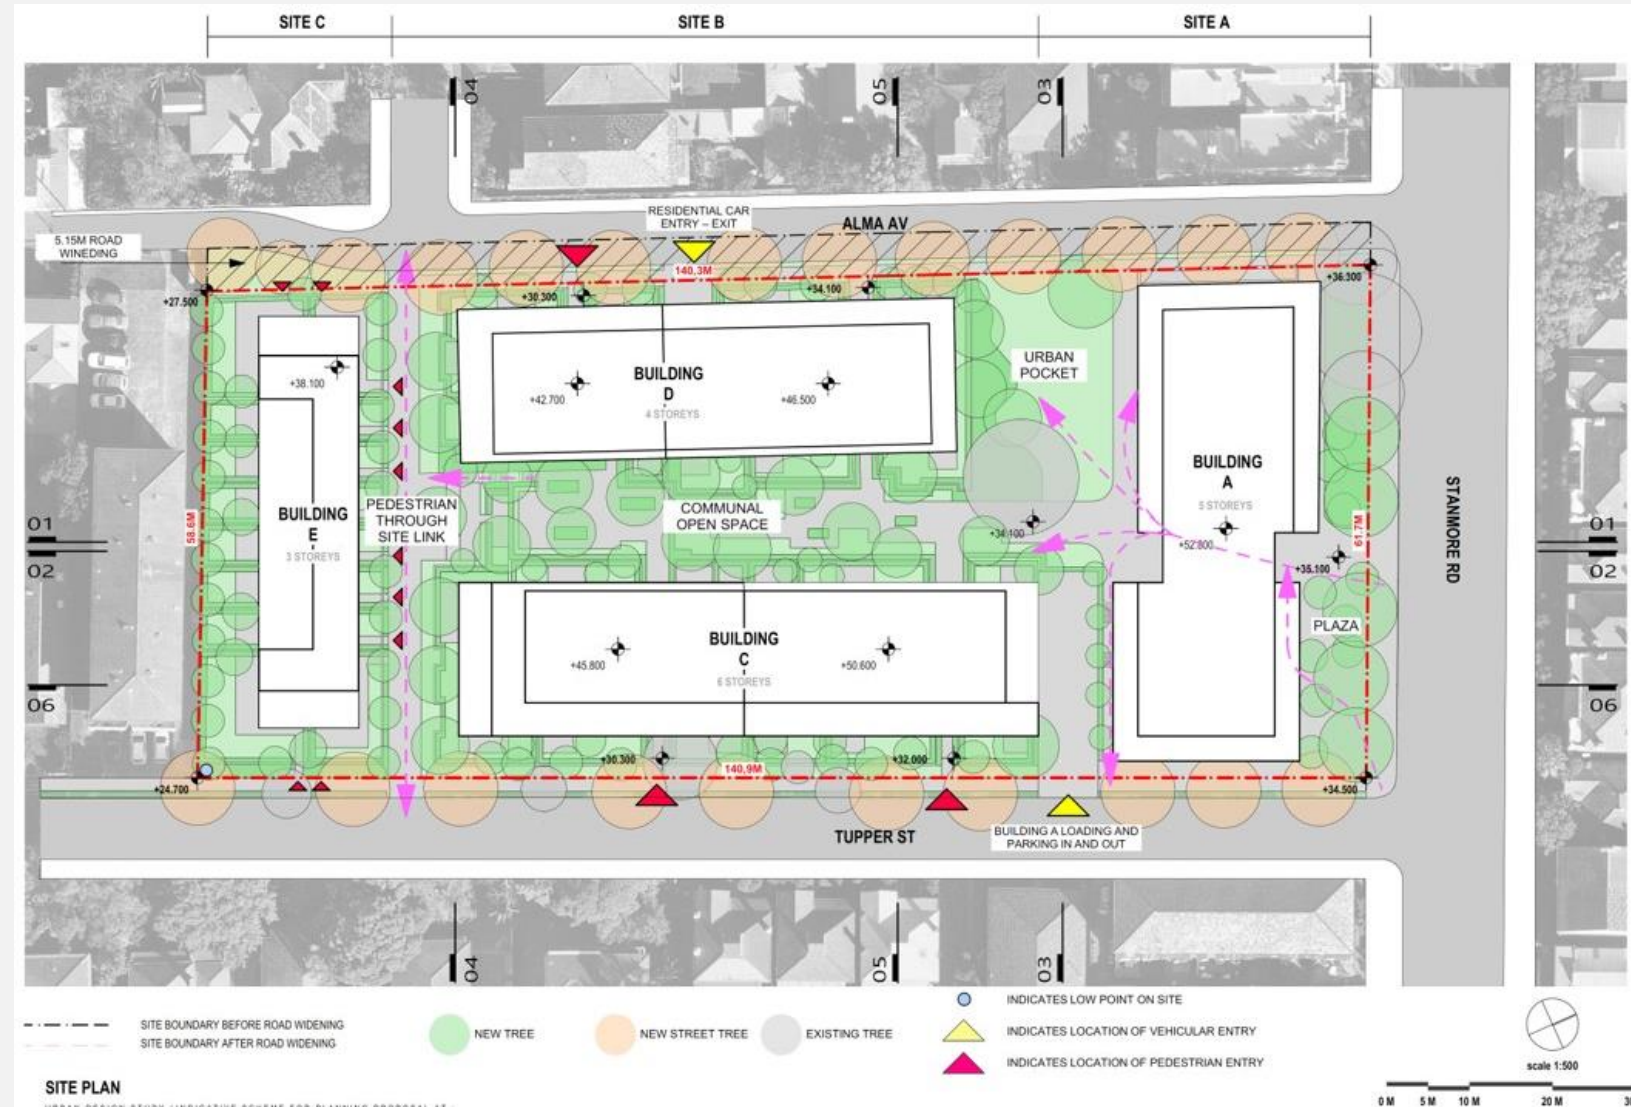 SITE C
SITE B
SITE A
04
05
03
RESIDENTIAL CAR
ENTRY – EXIT
ALMA AV
5.15M ROAD
WINEDING
140,3M
+27.500
+30.300
+34.100
+36.300
+38.100
BUILDING
D
4 STOREYS
+42.700
+46.500
URBAN
POCKET
BUILDING
A
5 STOREYS
+52.800
STANMORE RD
61.7M
58.6M
BUILDING
E
3 STOREYS
PEDESTRIAN
THROUGH
SITE LINK
COMMUNAL
OPEN SPACE
+34.100
+35.100
01
02
06
01
02
06
PLAZA
BUILDING
C
6 STOREYS
+45.800
+50.600
+30.300
140,9M
+32.000
+24.700
+34.500
TUPPER ST
BUILDING A LOADING AND
PARKING IN AND OUT
04
05
03
SITE BOUNDARY BEFORE ROAD WIDENING
SITE BOUNDARY AFTER ROAD WIDENING
NEW TREE
NEW STREET TREE
EXISTING TREE
INDICATES LOW POINT ON SITE
INDICATES LOCATION OF VEHICULAR ENTRY
INDICATES LOCATION OF PEDESTRIAN ENTRY
scale 1:500
0 M 5 M 10 M 20 M
SITE PLAN